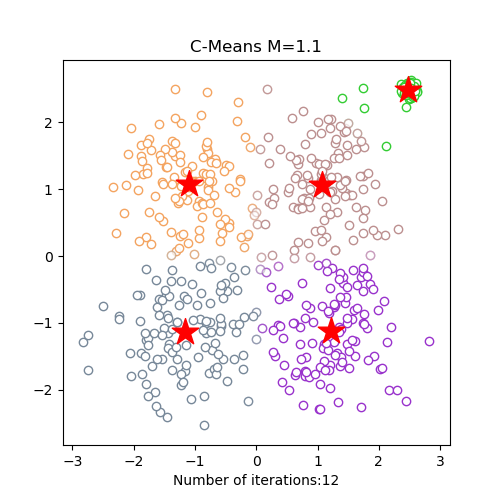 C-Means M=1.1
2
1
0
−1
−2
−3 −2 −1 0 1 2 3
Number of iterations:12